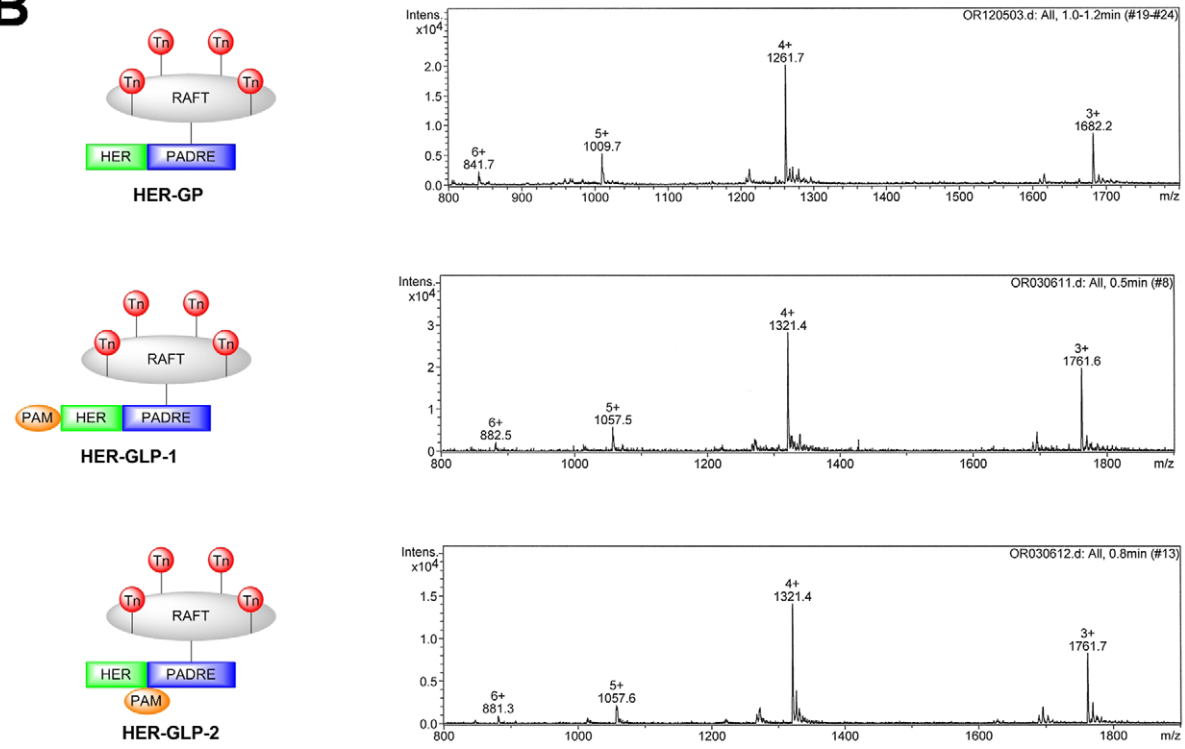 B
Tn Tn
Tn Tn
RAFT
HER PADRE
HER-GP
Intens.
x10⁴
OR120503.d: All, 1.0-1.2min (#19-#24)
4+
1261.7
2.0
1.5
3+
1682.2
1.0
5+
1009.7
0.5
6+
841.7
0.0
800 900 1000 1100 1200 1300 1400 1500 1600 1700 m/z
Tn Tn
Tn Tn
RAFT
PAM HER PADRE
HER-GLP-1
Intens.
x10⁴
OR030611.d: All, 0.5min (#8)
4+
1321.4
3
3+
1761.6
2
5+
1057.5
1
6+
882.5
0
800 1000 1200 1400 1600 1800 m/z
Tn Tn
Tn Tn
RAFT
HER PADRE
PAM
HER-GLP-2
Intens.
x10⁴
OR030612.d: All, 0.8min (#13)
4+
1321.4
1.5
3+
1761.7
1.0
5+
1057.6
0.5
6+
881.3
0.0
800 1000 1200 1400 1600 1800 m/z